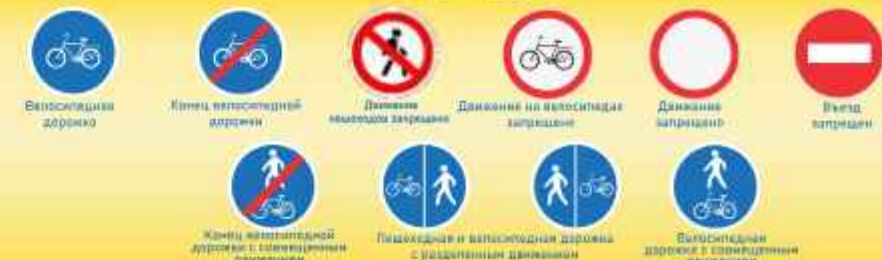 Велосипедная
дорожка
Конец велосипедной
дорожки
Движение
пешеходов запрещено
Движение на велосипедах
запрещено
Движение
запрещено
Въезд
запрещен
Конец велосипедной
дорожки с совмещенным
движением
Пешеходная и велосипедная дорожка
с разделенным движением
Велосипедная
дорожка с совмещенным